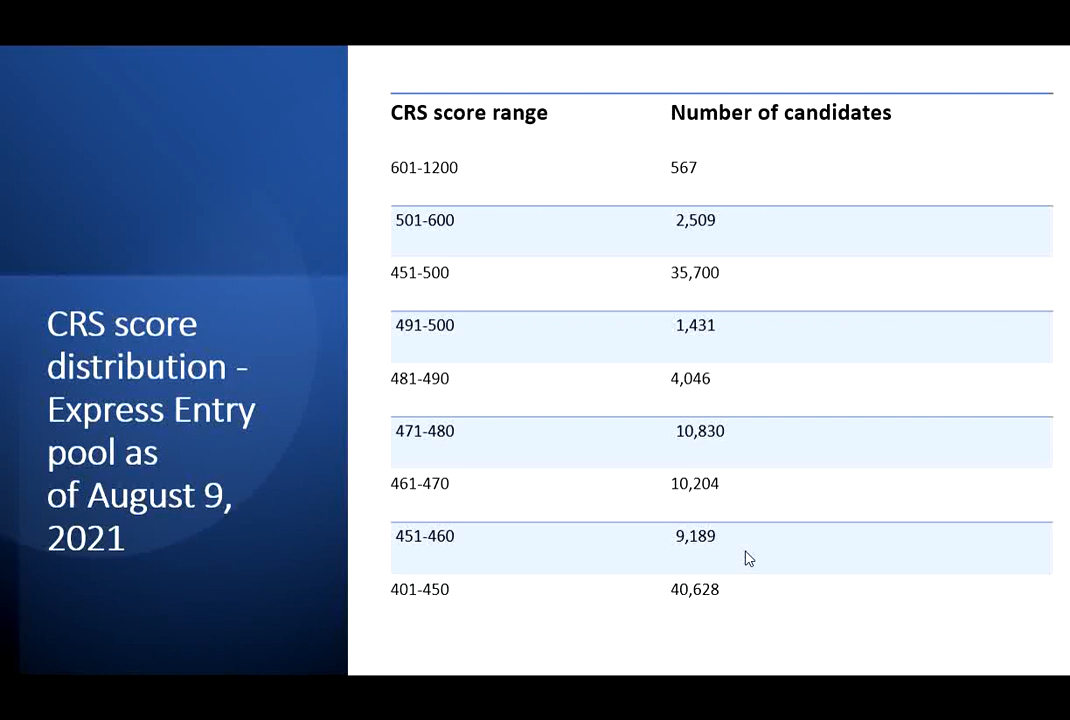 CRS score
distribution -
Express Entry
pool as
of August 9,
2021
CRS score range Number of candidates
601-1200 567
501-600 2,509
451-500 35,700
491-500 1,431
481-490 4,046
471-480 10,830
461-470 10,204
451-460 9,189
401-450 40,628